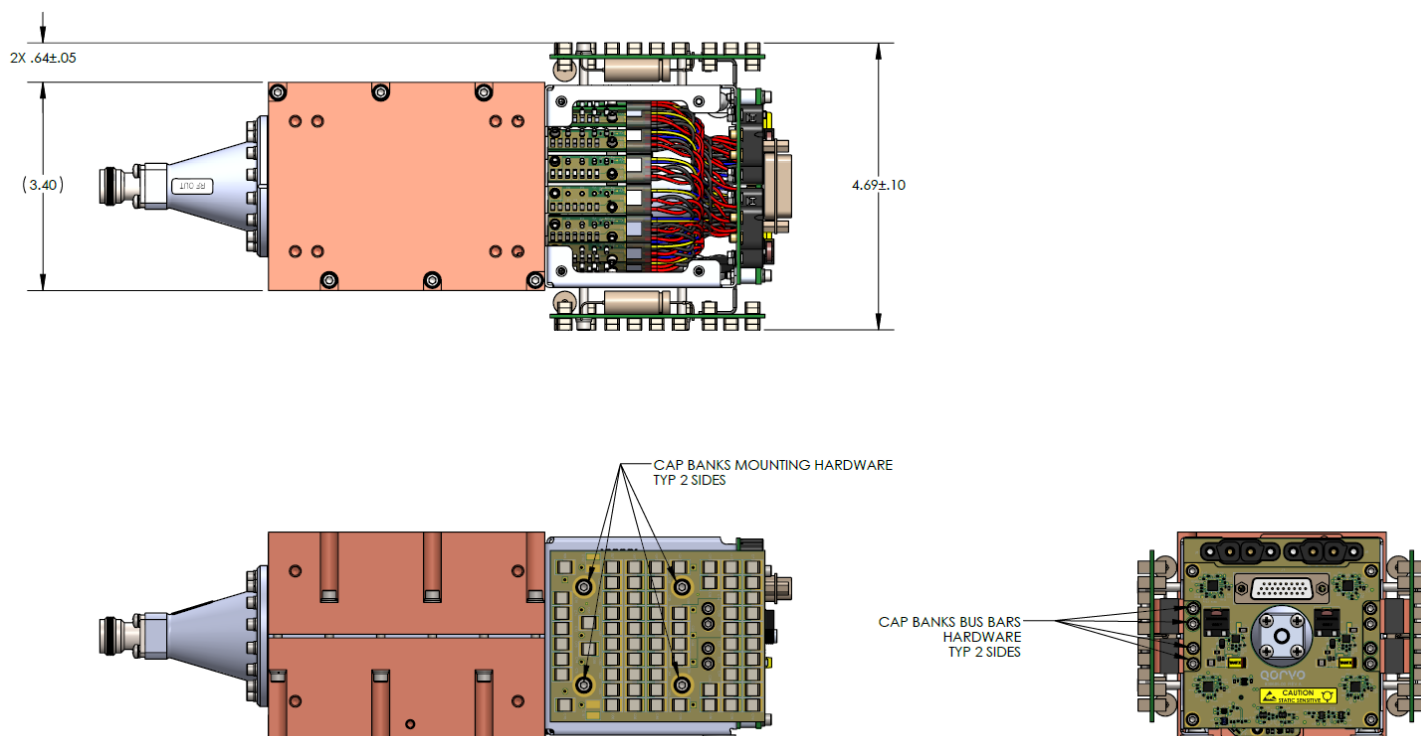 2X .64±.05
(3.40)
RF OUT
4.69±.10
CAP BANKS MOUNTING HARDWARE
TYP 2 SIDES
CAP BANKS BUS BARS
HARDWARE
TYP 2 SIDES
QORVO
CAUTION
STATIC SENSITIVE